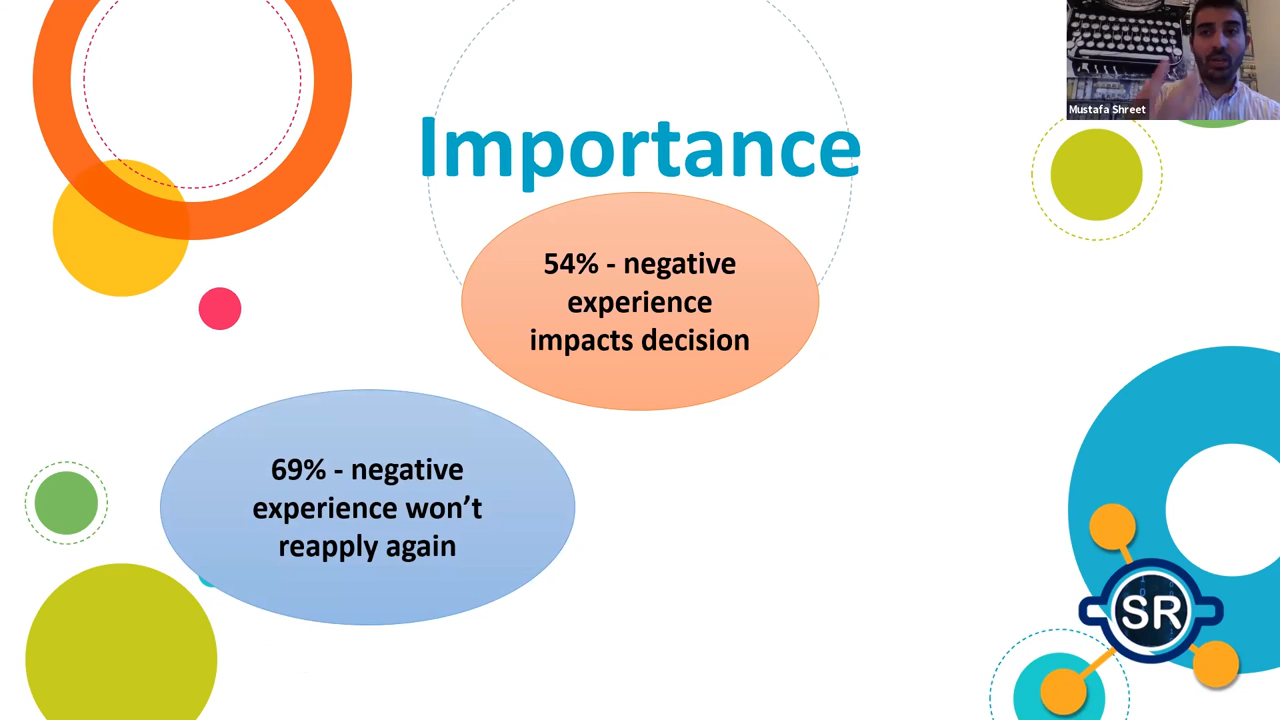 Mustafa Shreet
Importance
54% - negative
experience
impacts decision
69% - negative
experience won’t
reapply again
SR